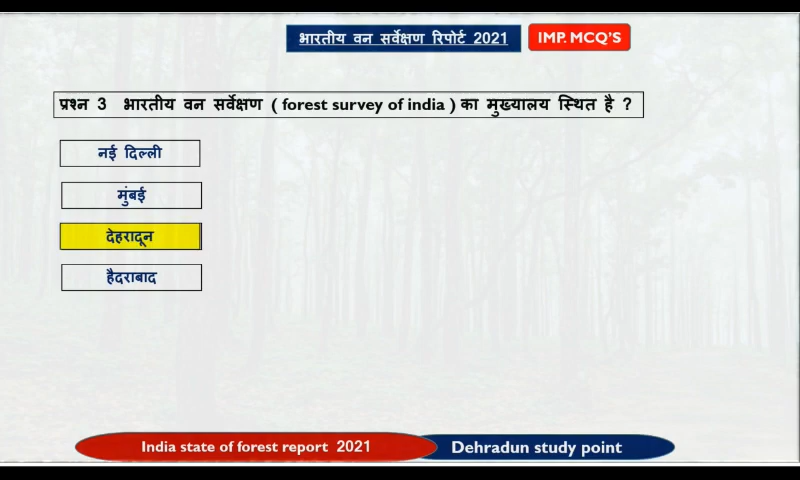 भारतीय वन सर्वेक्षण रिपोर्ट 2021 IMP. MCQ'S
प्रश्न 3 भारतीय वन सर्वेक्षण ( forest survey of india ) का मुख्यालय स्थित है ?
नई दिल्ली
मुंबई
देहरादून
हैदराबाद
India state of forest report 2021 Dehradun study point